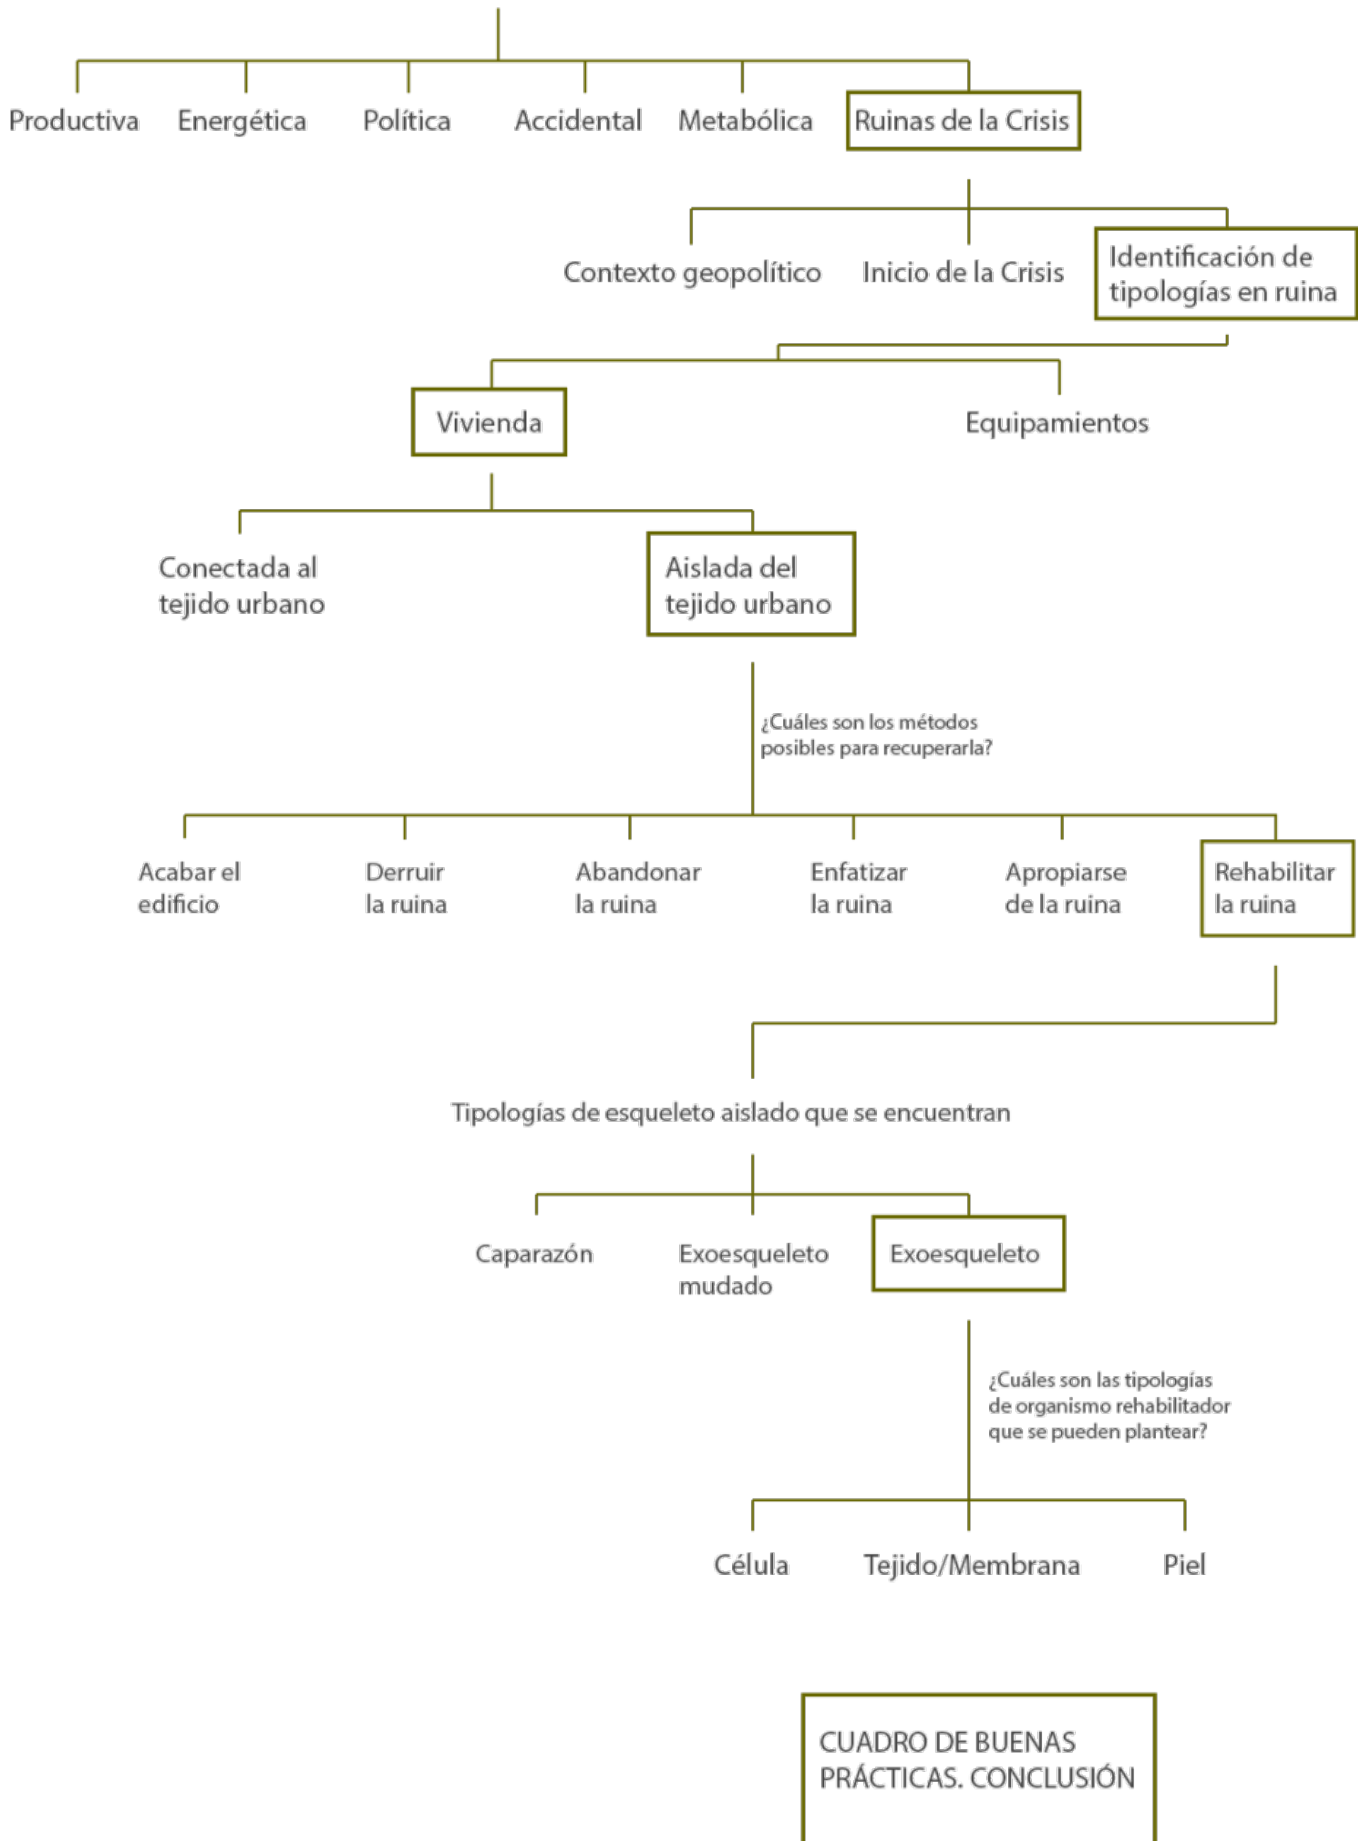 Productiva
Energética
Política
Accidental
Metabólica
Ruinas de la Crisis
Contexto geopolítico
Inicio de la Crisis
Identificación de
tipologías en ruina
Vivienda
Equipamientos
Conectada al
tejido urbano
Aislada del
tejido urbano
¿Cuáles son los métodos
posibles para recuperarla?
Acabar el
edificio
Derruir
la ruina
Abandonar
la ruina
Enfatizar
la ruina
Apropiarse
de la ruina
Rehabilitar
la ruina
Tipologías de esqueleto aislado que se encuentran
Caparazón
Exoesqueleto
mudado
Exoesqueleto
¿Cuáles son las tipologías
de organismo rehabilitador
que se pueden plantear?
Célula
Tejido/Membrana
Piel
CUADRO DE BUENAS
PRÁCTICAS. CONCLUSIÓN